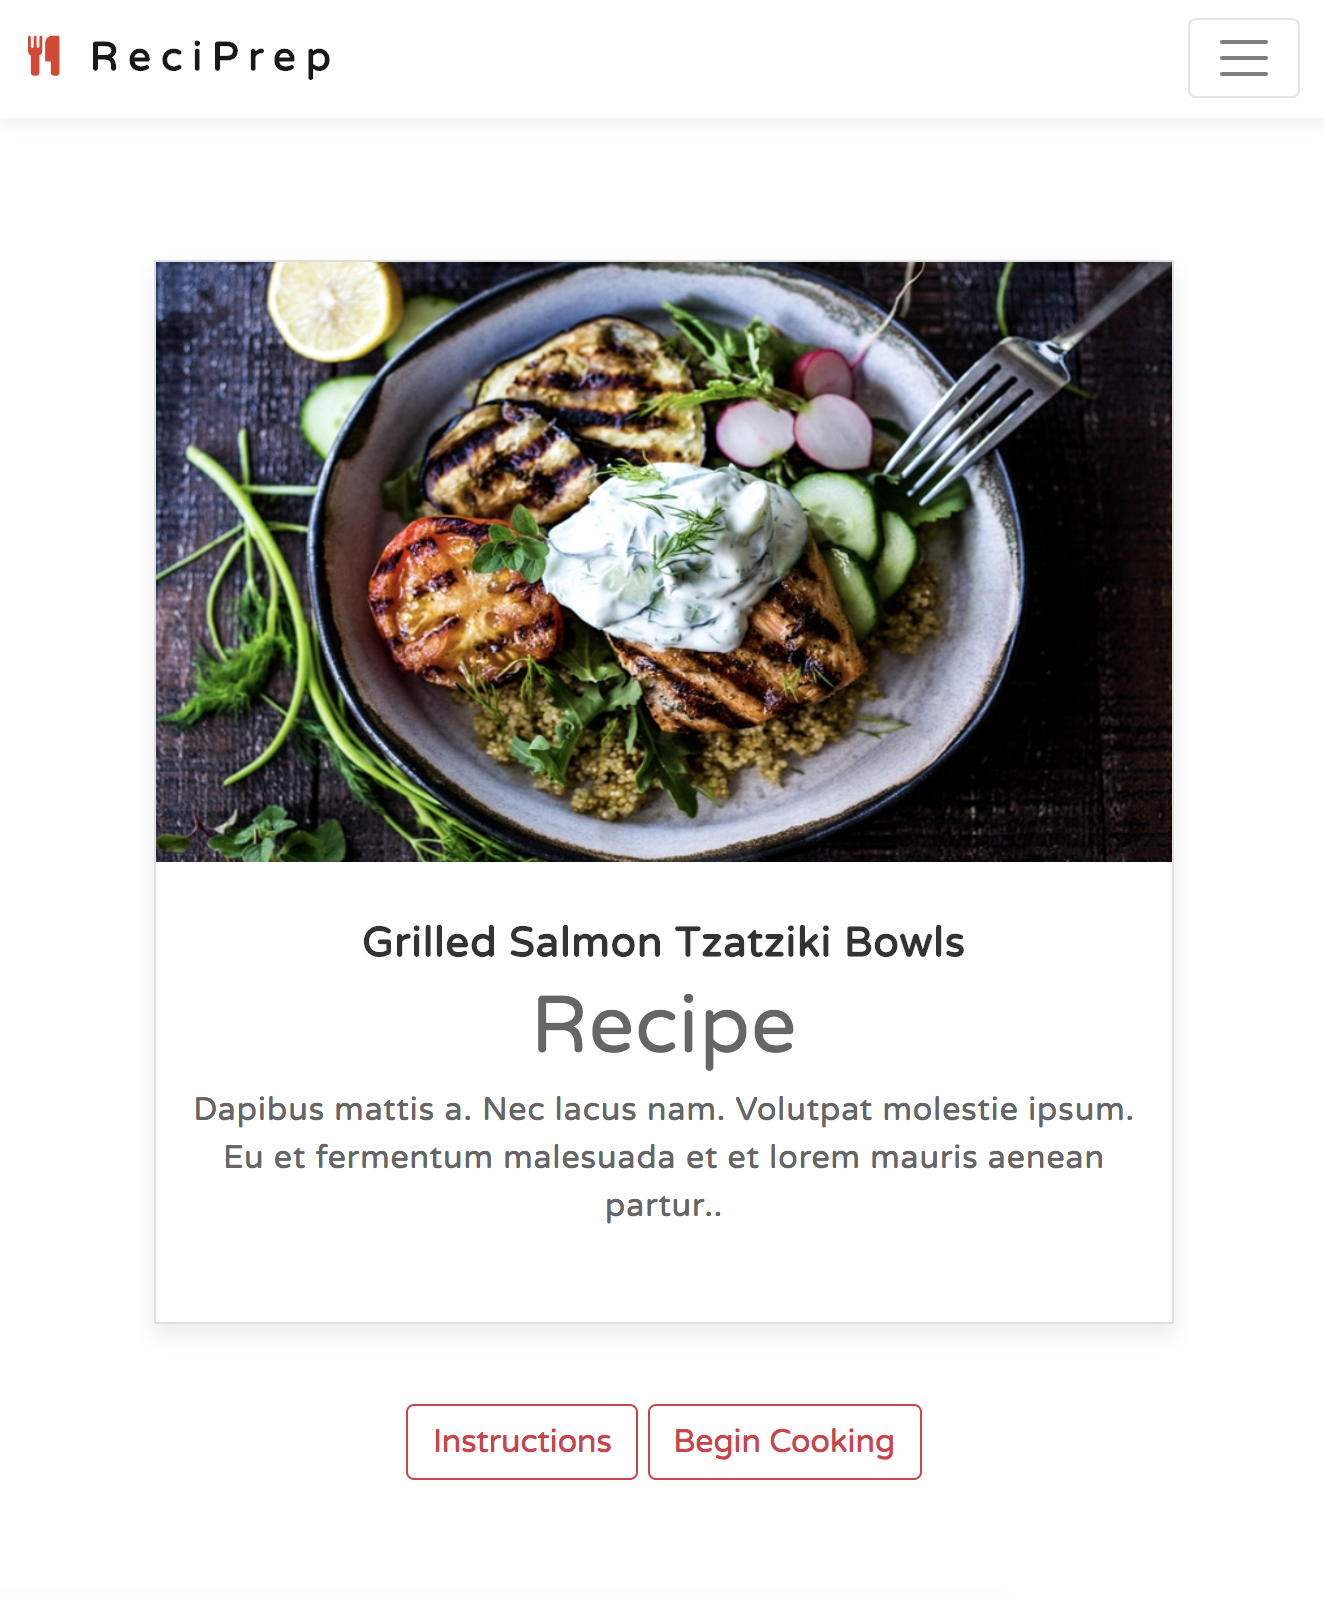 ReciPrep
Grilled Salmon Tzatziki Bowls
Recipe
Dapibus mattis a. Nec lacus nam. Volutpat molestie ipsum.
Eu et fermentum malesuada et et lorem mauris aenean
partur..
Instructions
Begin Cooking